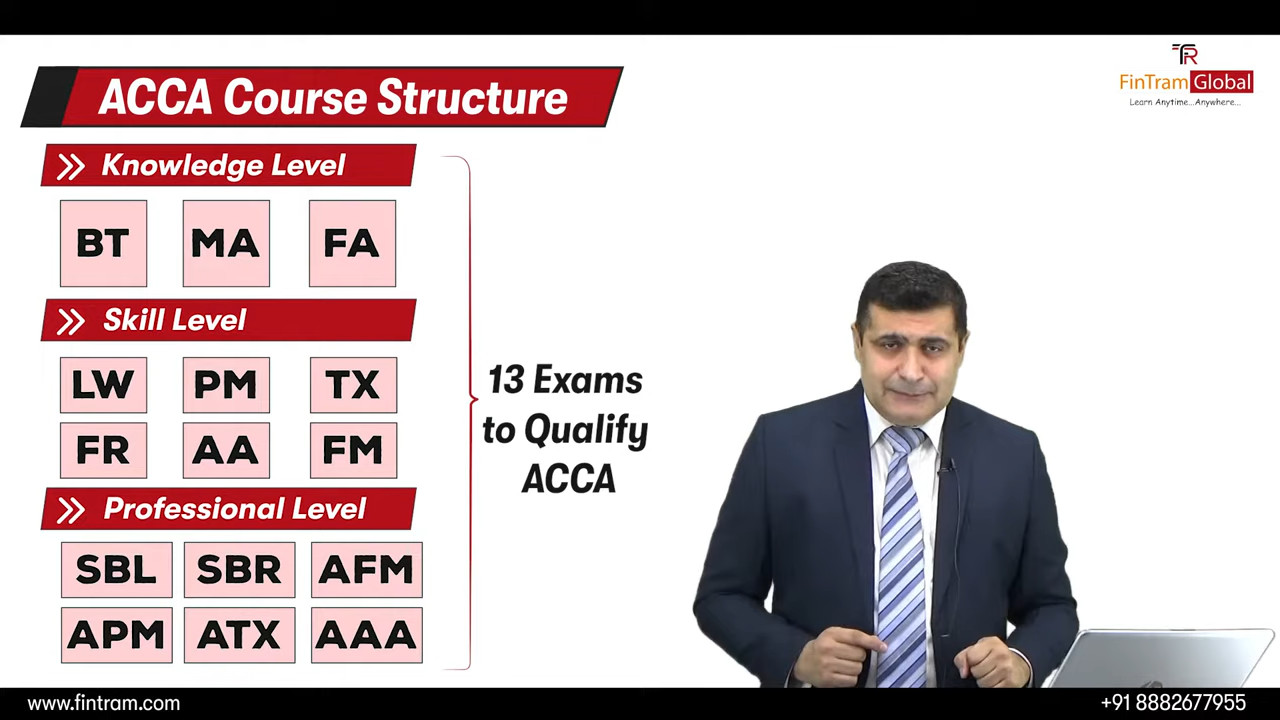 ACCA Course Structure
FR
FinTram Global
Learn Anytime...Anywhere...
Knowledge Level
BT MA FA
Skill Level
LW PM TX
FR AA FM
13 Exams
to Qualify
ACCA
Professional Level
SBL SBR AFM
APM ATX AAA
www.fintram.com
+91 8882677955